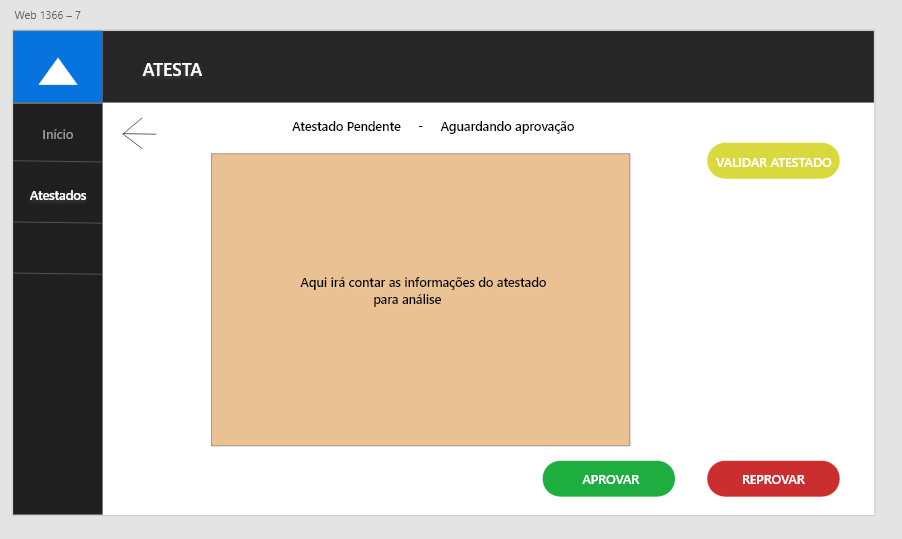 Web 1366 – 7
ATESTA
Início
Atestado Pendente - Aguardando aprovação
VALIDAR ATESTADO
Atestados
Aqui irá contar as informações do atestado
para análise
APROVAR
REPROVAR